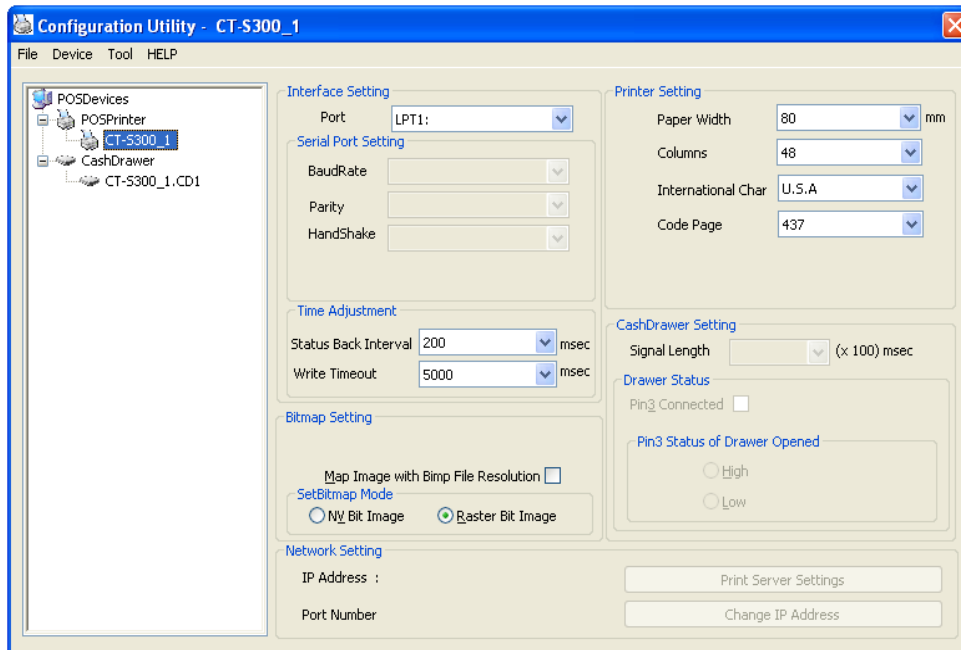 Configuration Utility - CT-S300_1
File Device Tool HELP
POSDevices
POSPrinter
CT-S300_1
CashDrawer
CT-S300_1.CD1
Interface Setting
Port LPT1:
Serial Port Setting
BaudRate
Parity
HandShake
Time Adjustment
Status Back Interval 200 msec
Write Timeout 5000 msec
Bitmap Setting
Map Image with Bimp File Resolution
SetBitmap Mode
NV Bit Image Raster Bit Image
Printer Setting
Paper Width 80 mm
Columns 48
International Char U.S.A
Code Page 437
CashDrawer Setting
Signal Length (x 100) msec
Drawer Status
Pin3 Connected
Pin3 Status of Drawer Opened
High
Low
Network Setting
IP Address :
Port Number
Print Server Settings
Change IP Address